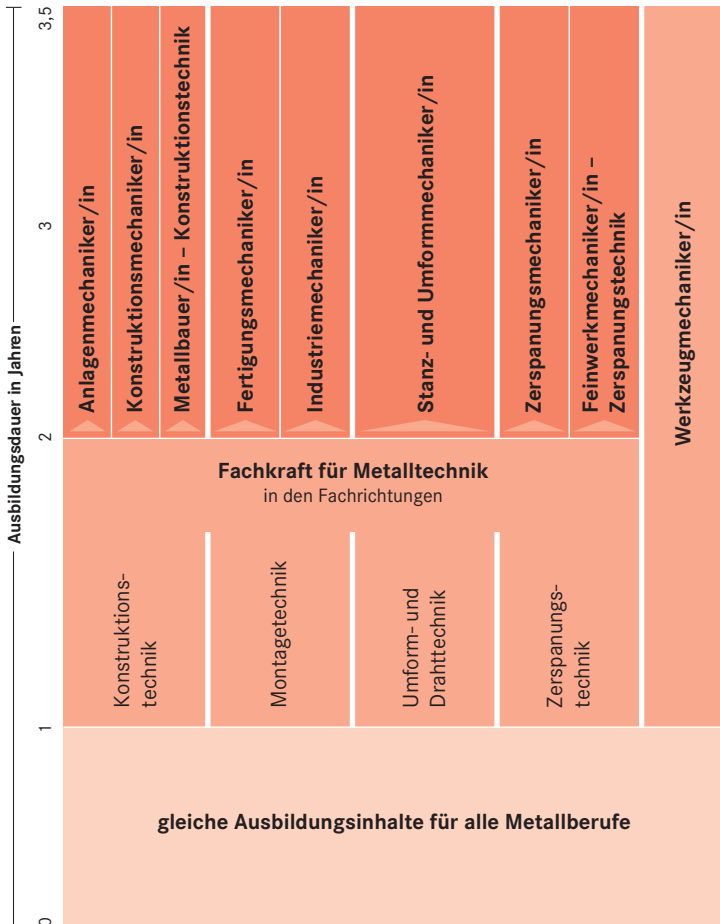 Ausbildungsdauer in Jahren
3,5
3
2
1
0
Anlagenmechaniker/in
Konstruktionsmechaniker/in
Metallbauer/in – Konstruktionstechnik
Fertigungsmechaniker/in
Industriemechaniker/in
Stanz- und Umformmechaniker/in
Zerspanungsmechaniker/in
Feinwerkmechaniker/in –
Zerspanungstechnik
Werkzeugmechaniker/in
Fachkraft für Metalltechnik
in den Fachrichtungen
Konstruktions-
technik
Montagetechnik
Umform- und
Drahttechnik
Zerspanungs-
technik
gleiche Ausbildungsinhalte für alle Metallberufe